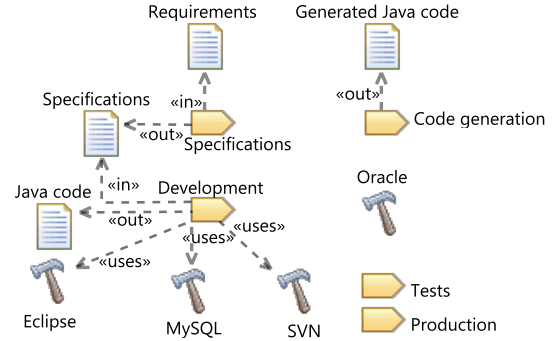 Requirements
Generated Java code
«in»
«out»
Specifications
«out»
Specifications
Code generation
«in»
Development
Oracle
Java code
«out»
«uses»
«uses»
«uses»
Tests
Eclipse
MySQL
SVN
Production